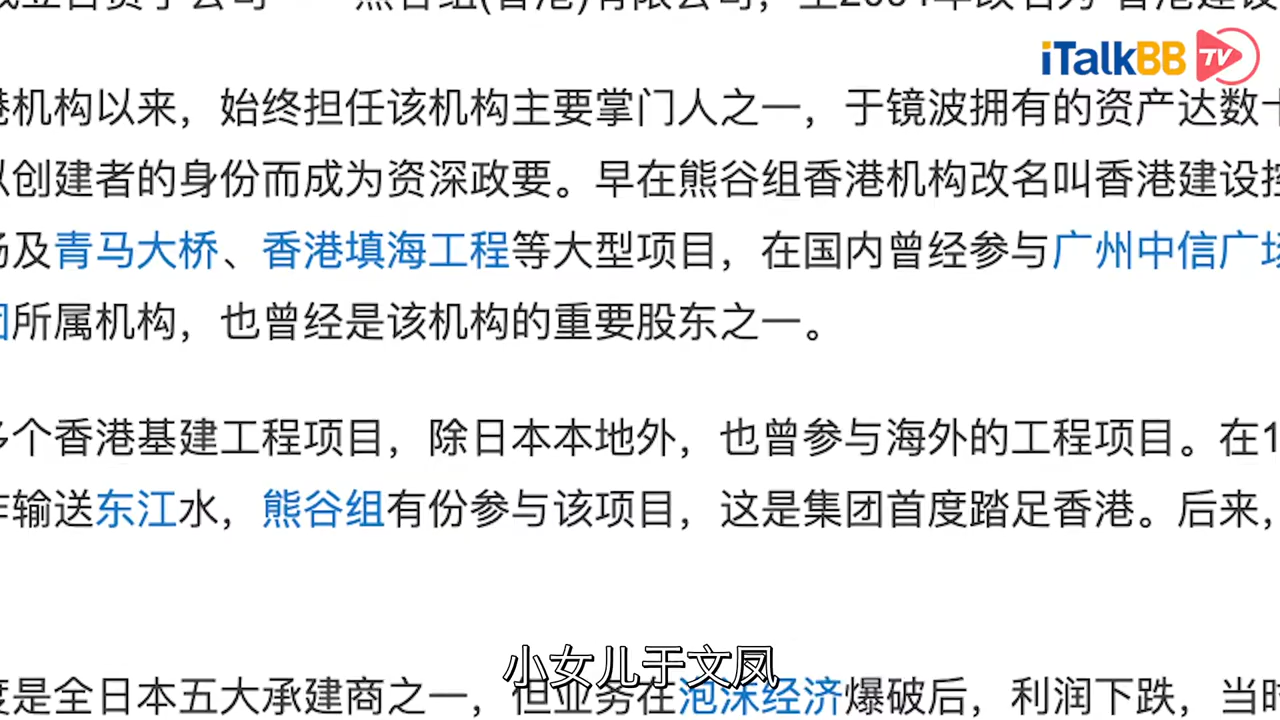 iTalkBB TV
港机构以来，始终担任该机构主要掌门人之一，于镜波拥有的资产达数十
以创建者的身份而成为资深政要。早在熊谷组香港机构改名叫香港建设控
场及青马大桥、香港填海工程等大型项目，在国内曾经参与广州中信广场
团所属机构，也曾经是该机构的重要股东之一。
多个香港基建工程项目，除日本本地外，也曾参与海外的工程项目。在1
输送东江水，熊谷组有份参与该项目，这是集团首度踏足香港。后来，
小女儿于文凤
度是全日本五大承建商之一，但业务在泡沫经济爆破后，利润下跌，当时